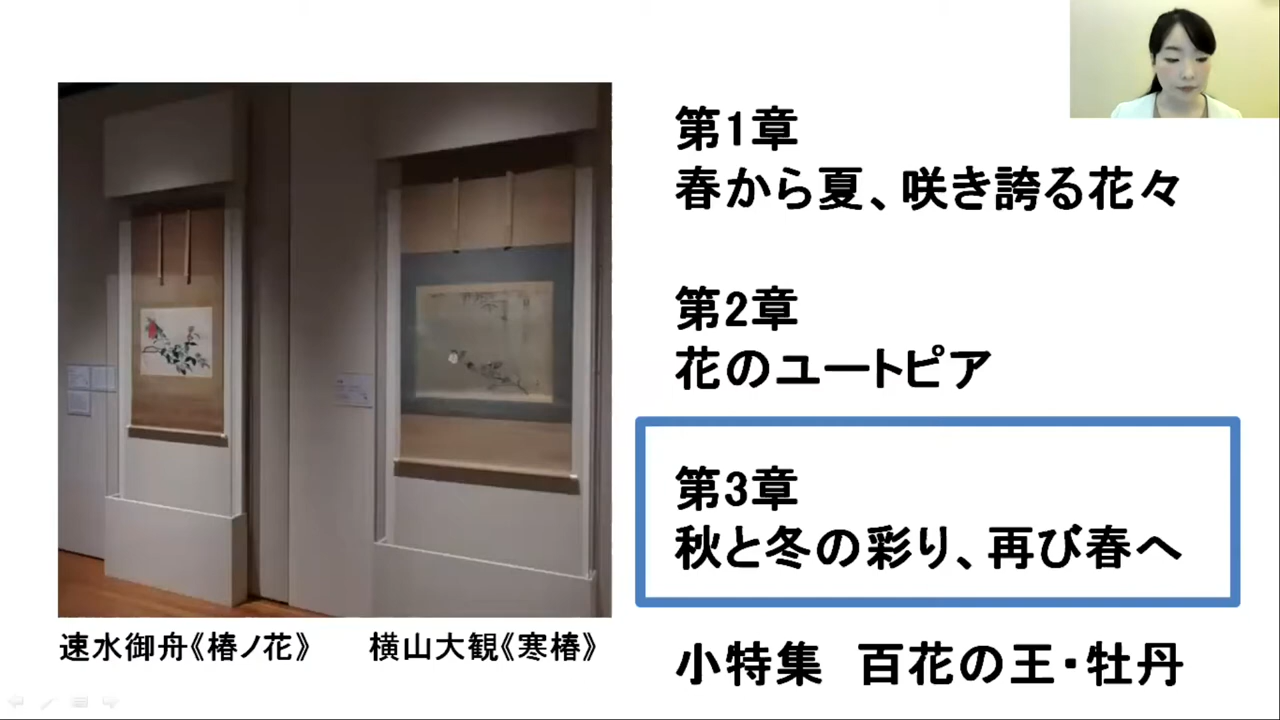 第1章
春から夏、咲き誇る花々
第2章
花のユートピア
第3章
秋と冬の彩り、再び春へ
小特集 百花の王・牡丹
速水御舟《椿ノ花》
横山大観《寒椿》